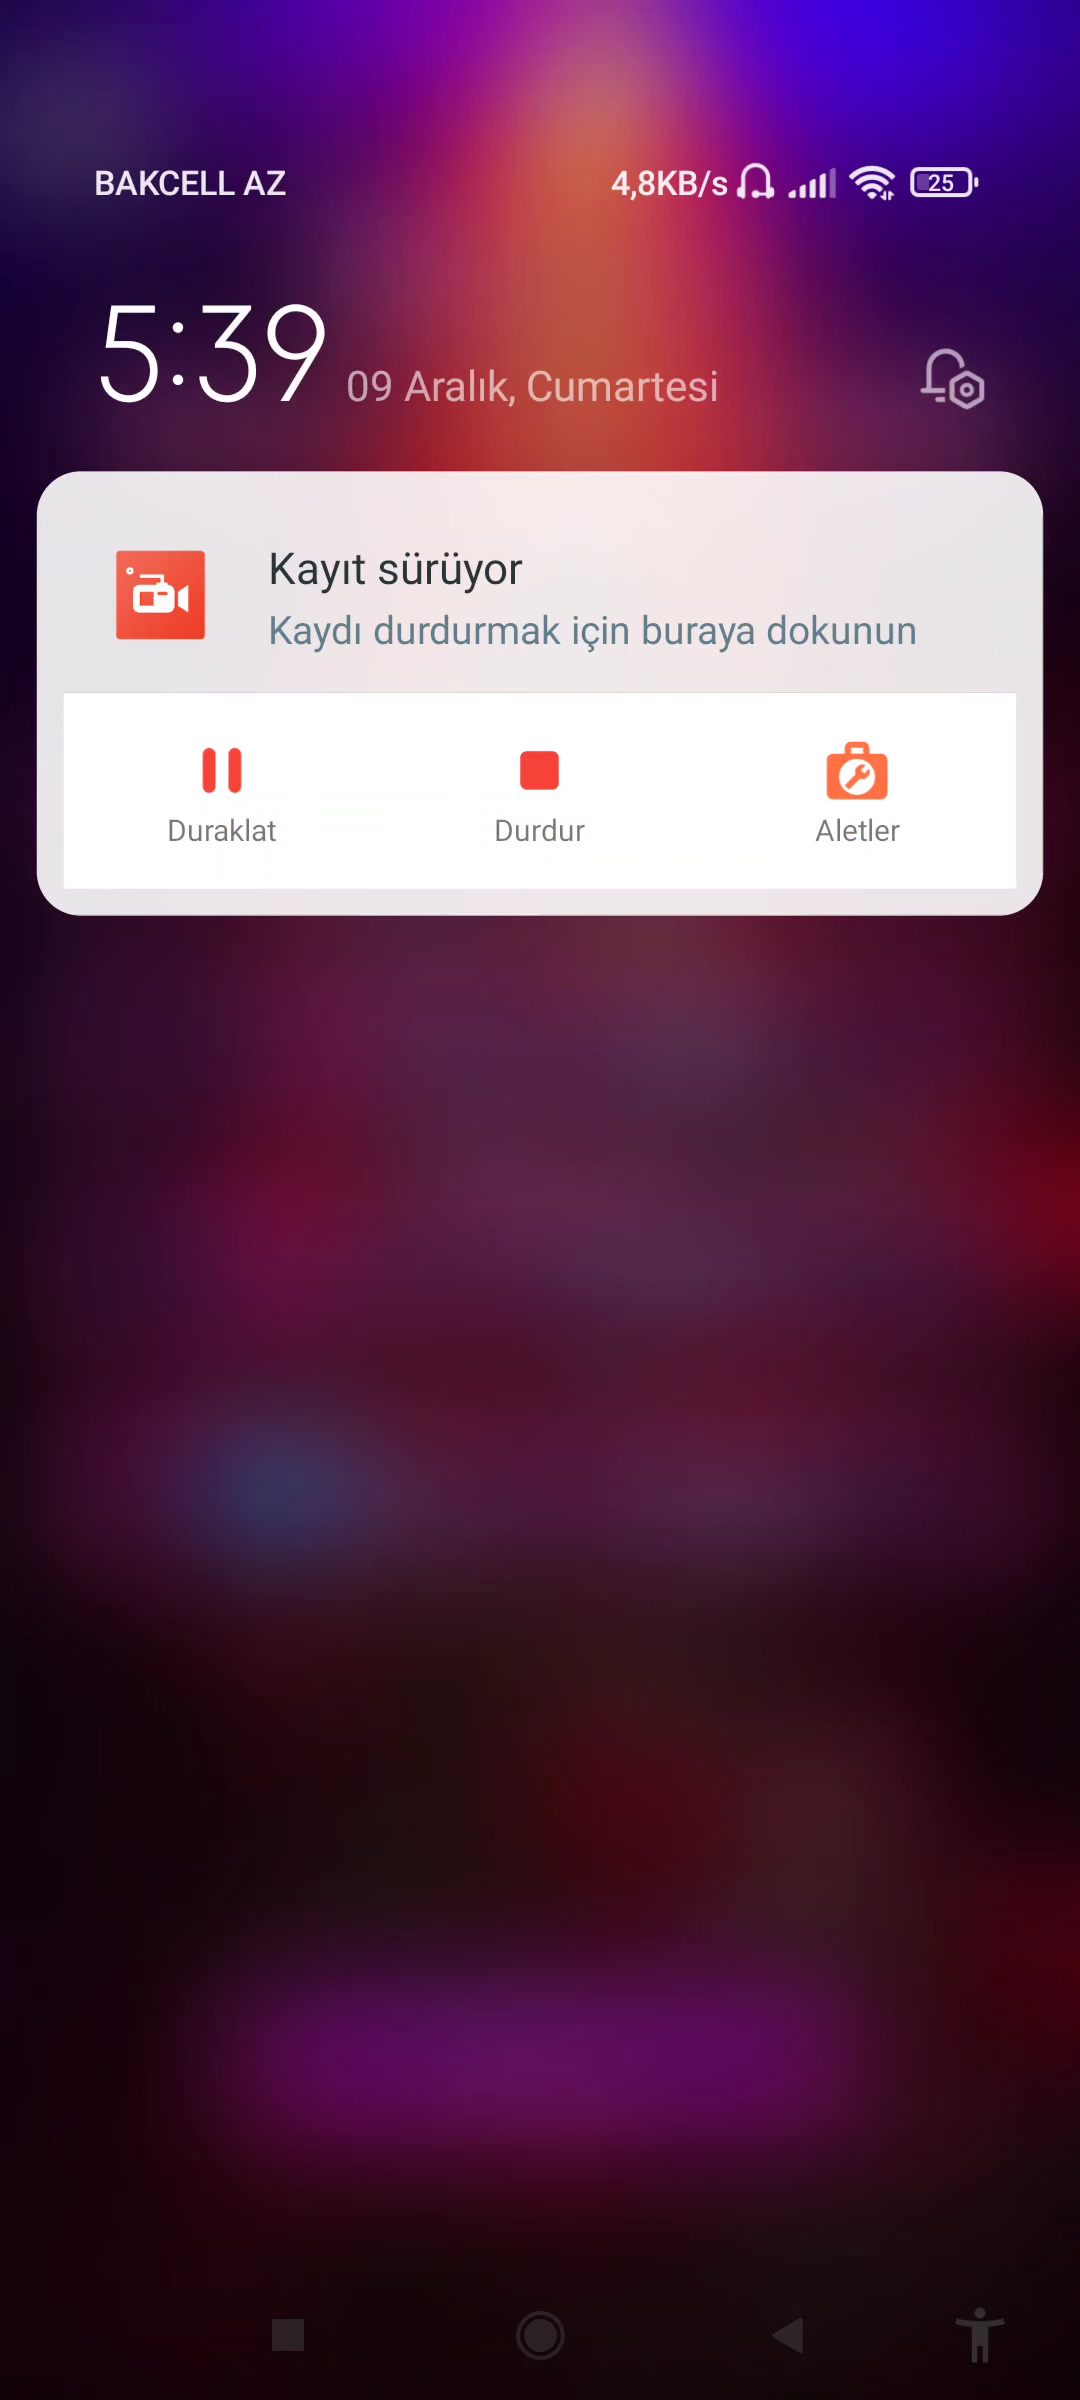 BAKCELL AZ
4,8KB/s
25
5:39
09 Aralık, Cumartesi
Kayıt sürüyor
Kaydı durdurmak için buraya dokunun
Duraklat
Durdur
Aletler